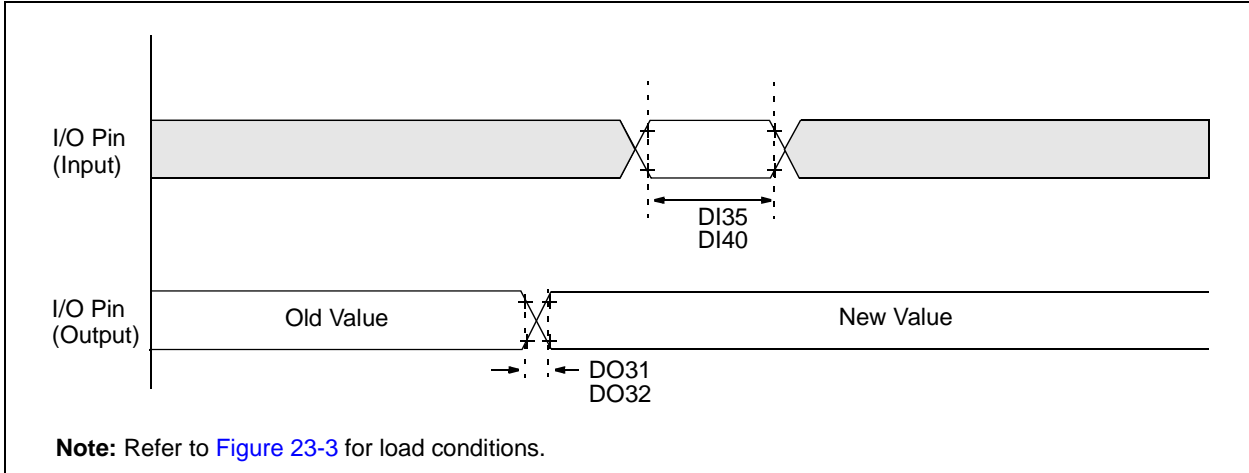 I/O Pin
(Input)
DI35
DI40
I/O Pin
(Output)
Old Value
New Value
DO31
DO32
Note: Refer to Figure 23-3 for load conditions.